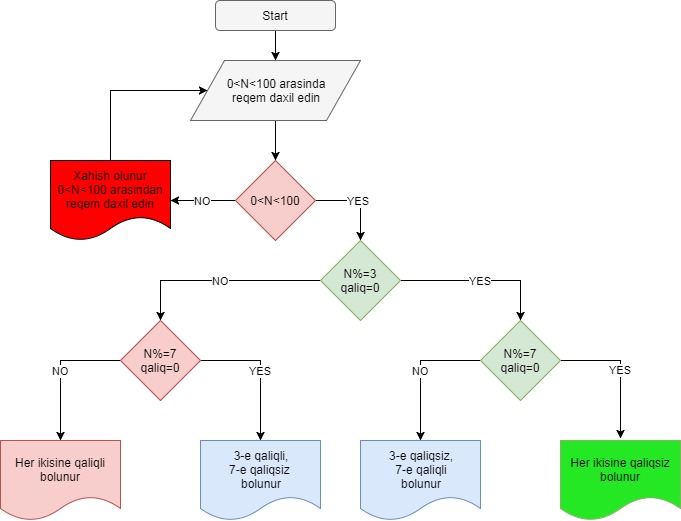 Start
0<N<100 arasinda
reqem daxil edin
Xahish olunur
0<N<100 arasindan
reqem daxil edin
NO
0<N<100
YES
N%=3
qaliq=0
NO
YES
N%=7
qaliq=0
N%=7
qaliq=0
NO
YES
NO
YES
Her ikisine qaliqli
bolunur
3-e qaliqli,
7-e qaliqsiz
bolunur
3-e qaliqsiz,
7-e qaliqli
bolunur
Her ikisine qaliqsiz
bolunur